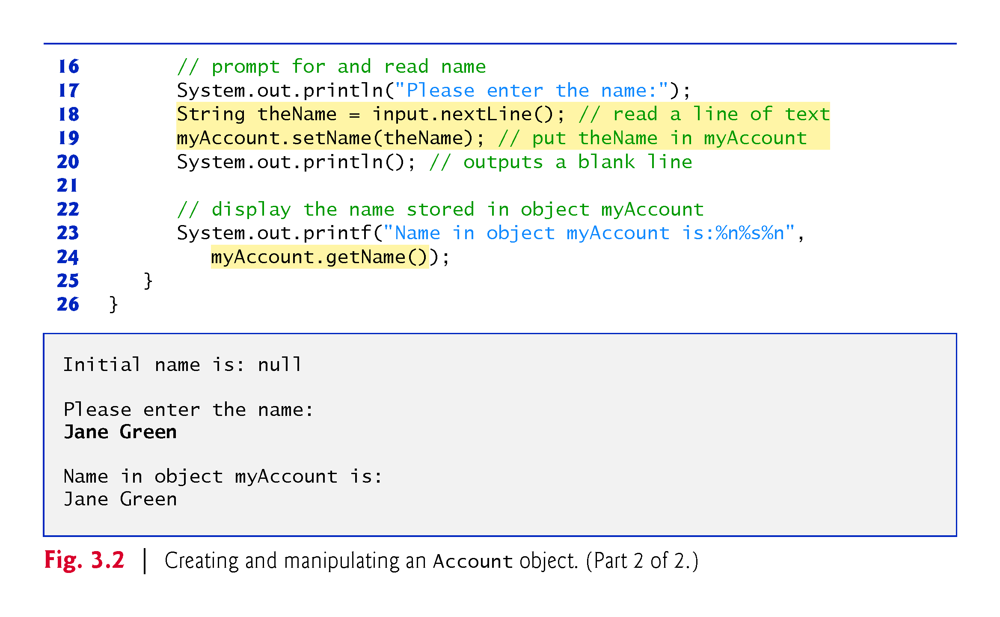 16 // prompt for and read name
17 System.out.println("Please enter the name:");
18 String theName = input.nextLine(); // read a line of text
19 myAccount.setName(theName); // put theName in myAccount
20 System.out.println(); // outputs a blank line
21
22 // display the name stored in object myAccount
23 System.out.printf("Name in object myAccount is:%n%s%n",
24 myAccount.getName());
25 }
26 }
Initial name is: null
Please enter the name:
Jane Green
Name in object myAccount is:
Jane Green
Fig. 3.2 | Creating and manipulating an Account object. (Part 2 of 2.)